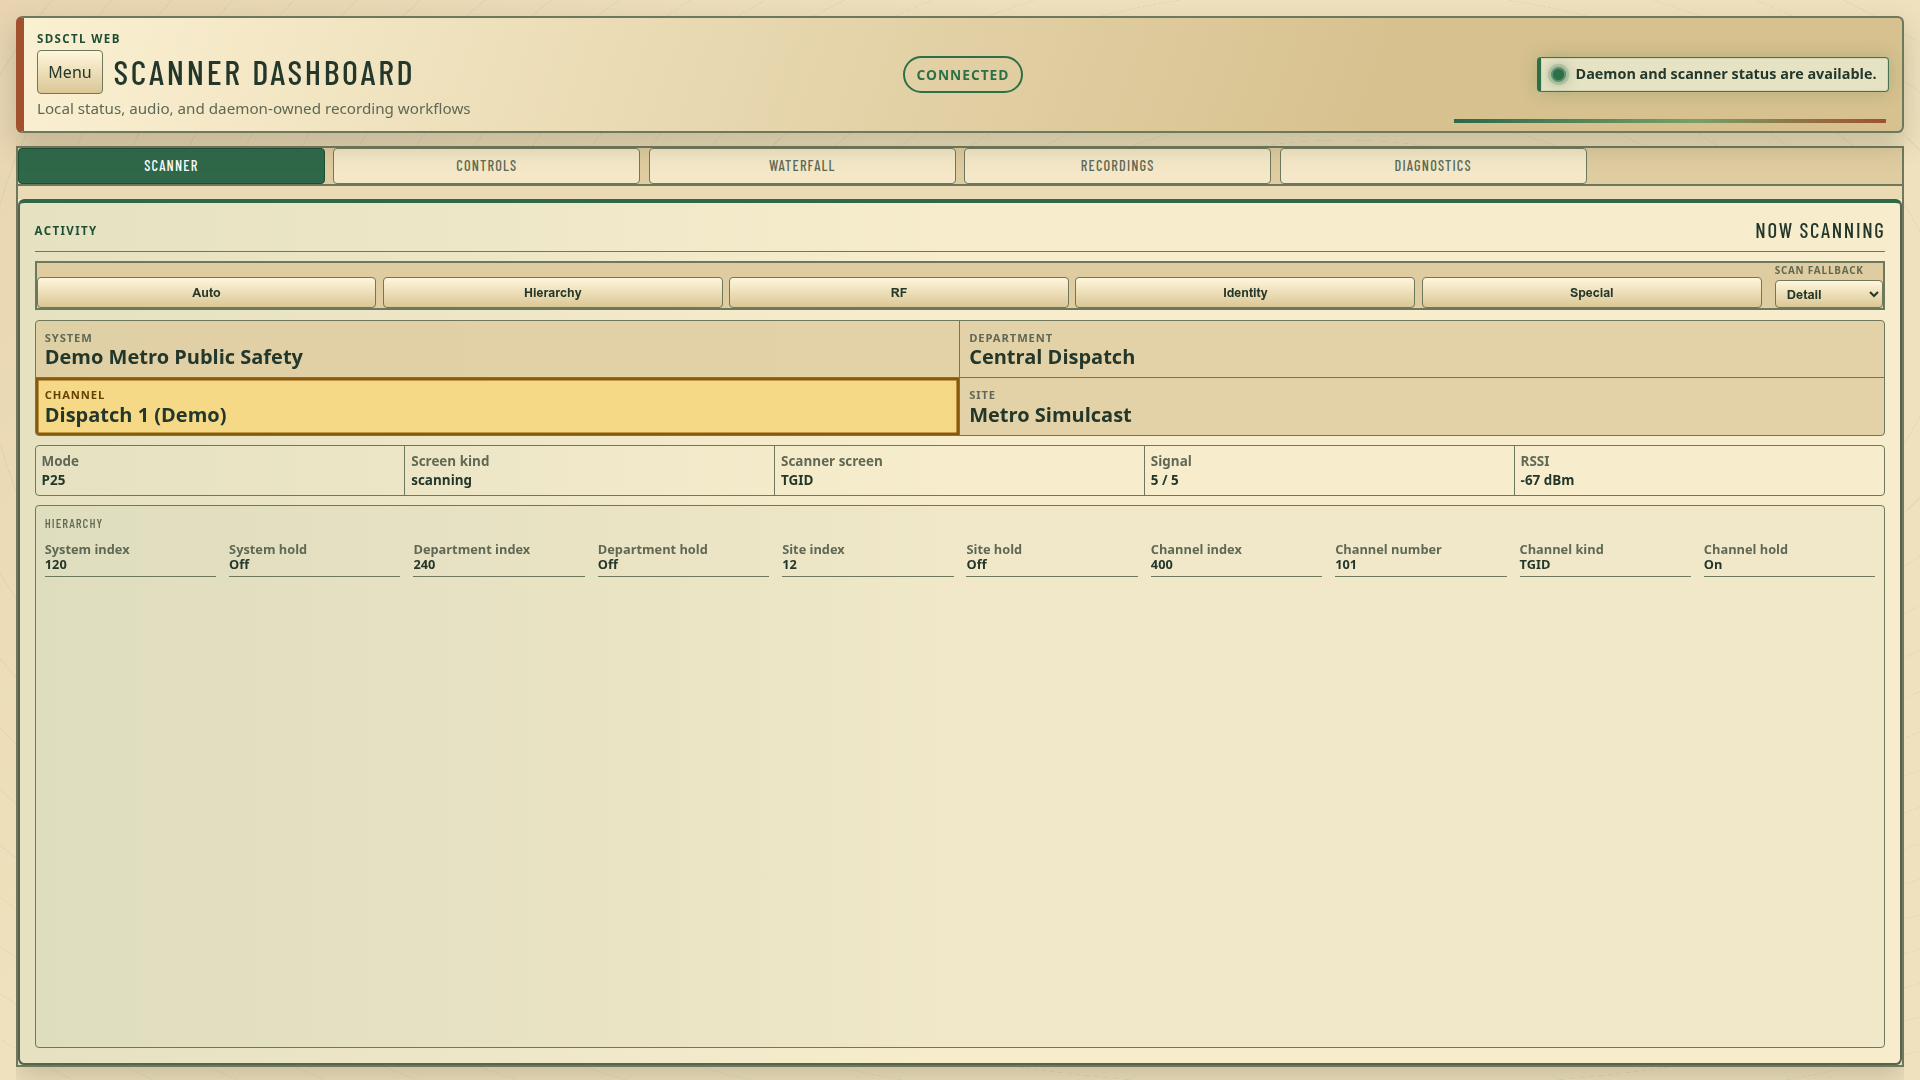 SDSCTL WEB
Menu
SCANNER DASHBOARD
Local status, audio, and daemon-owned recording workflows
CONNECTED
Daemon and scanner status are available.
SCANNER
CONTROLS
WATERFALL
RECORDINGS
DIAGNOSTICS
ACTIVITY
NOW SCANNING
Auto
Hierarchy
RF
Identity
Special
SCAN FALLBACK
Detail
SYSTEM
Demo Metro Public Safety
DEPARTMENT
Central Dispatch
CHANNEL
Dispatch 1 (Demo)
SITE
Metro Simulcast
Mode
P25
Screen kind
scanning
Scanner screen
TGID
Signal
5 / 5
RSSI
-67 dBm
HIERARCHY
System index
120
System hold
Off
Department index
240
Department hold
Off
Site index
12
Site hold
Off
Channel index
400
Channel number
101
Channel kind
TGID
Channel hold
On